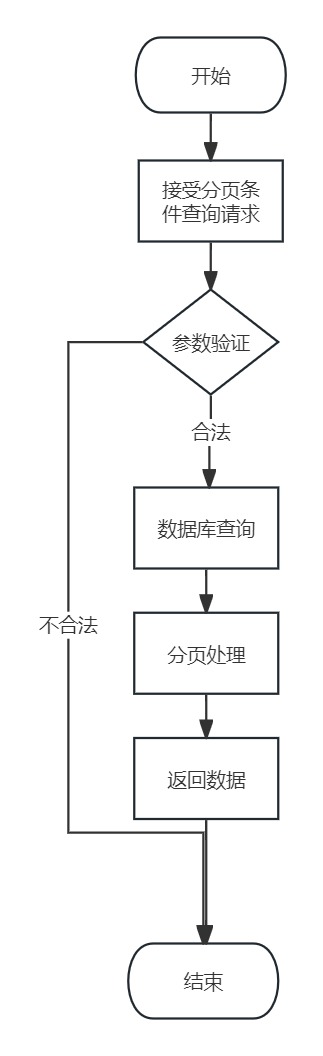 开始
接受分页条
件查询请求
参数验证
合法
数据库查询
不合法
分页处理
返回数据
结束